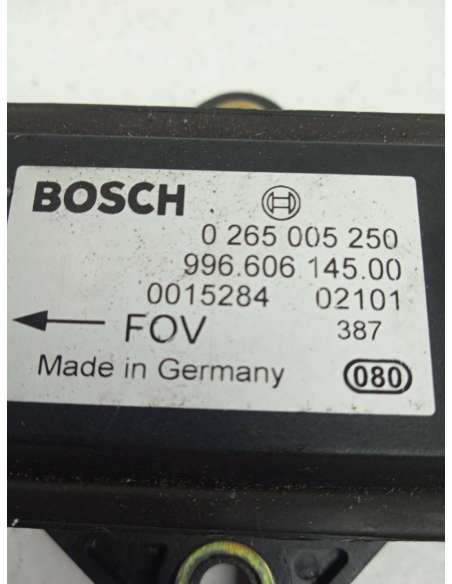 BOSCH
0 265 005 250
996.606 145.00
0015284 02101
FOV 387
Made in Germany 080